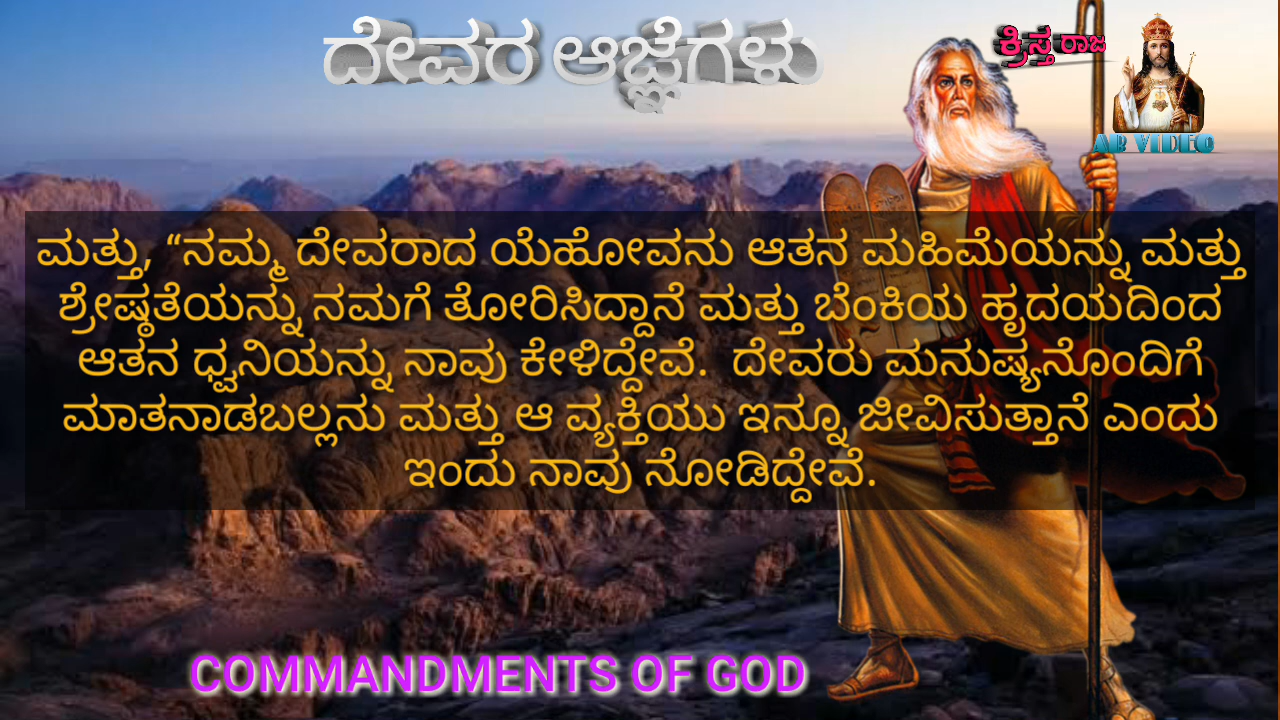 ದೇವರ ಆಜ್ಞೆಗಳು
ಕ್ರಿಸ್ತ ರಾಜ
AB VIDEO
ಮತ್ತು, “ನಮ್ಮ ದೇವರಾದ ಯೆಹೋವನು ಆತನ ಮಹಿಮೆಯನ್ನು ಮತ್ತು
ಶ್ರೇಷ್ಠತೆಯನ್ನು ನಮಗೆ ತೋರಿಸಿದ್ದಾನೆ ಮತ್ತು ಬೆಂಕಿಯ ಹೃದಯದಿಂದ
ಆತನ ಧ್ವನಿಯನ್ನು ನಾವು ಕೇಳಿದ್ದೇವೆ. ದೇವರು ಮನುಷ್ಯನೊಂದಿಗೆ
ಮಾತನಾಡಬಲ್ಲನು ಮತ್ತು ಆ ವ್ಯಕ್ತಿಯು ಇನ್ನೂ ಜೀವಿಸುತ್ತಾನೆ ಎಂದು
ಇಂದು ನಾವು ನೋಡಿದ್ದೇವೆ.
COMMANDMENTS OF GOD